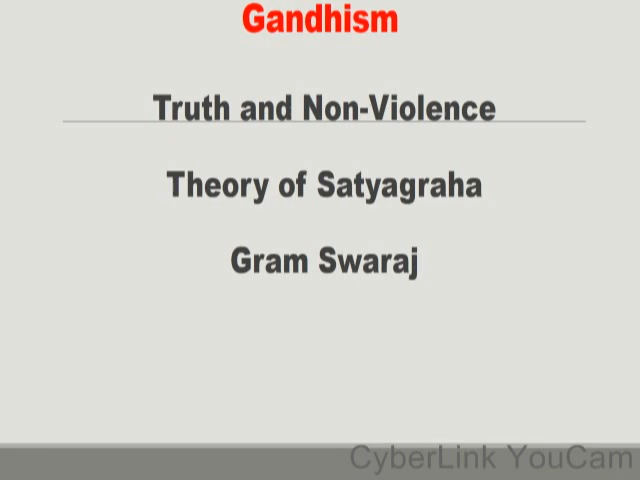 Gandhism
Truth and Non-Violence
Theory of Satyagraha
Gram Swaraj
CyberLink YouCam